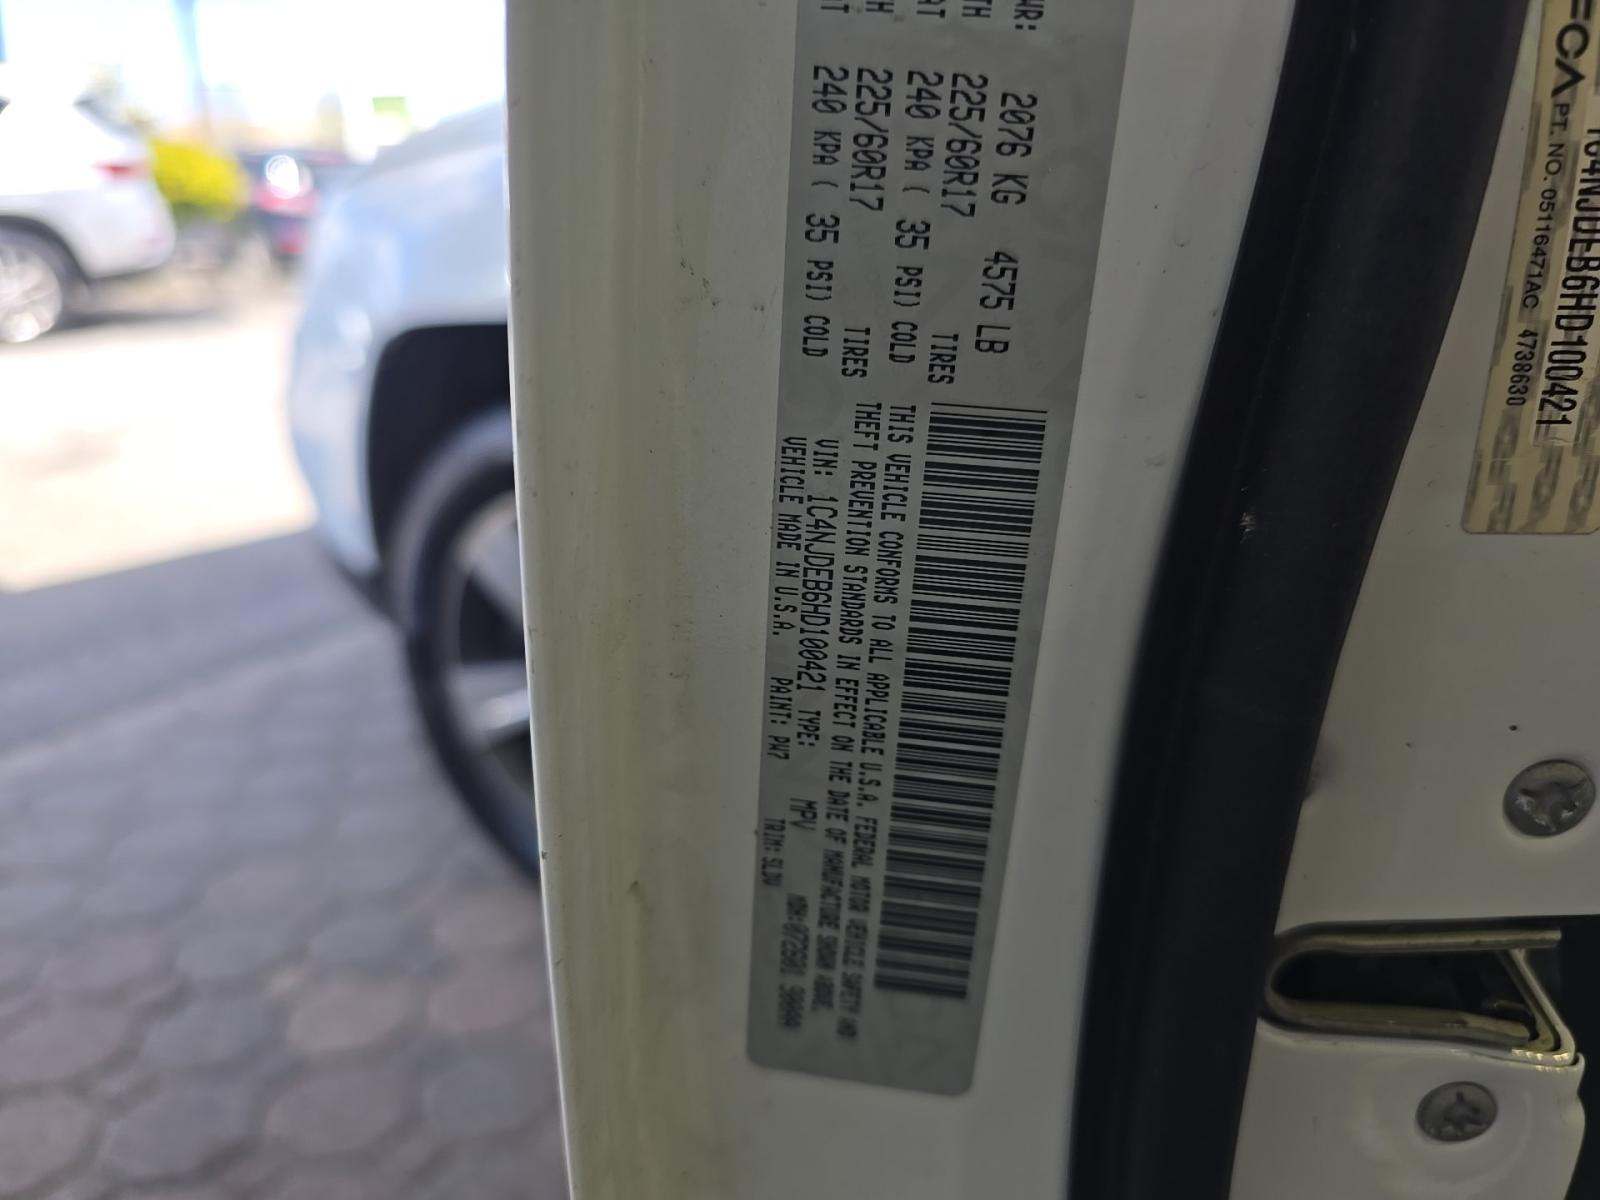 2076 KG 4575 LB
225/60R17 TIRES
240 KPA ( 35 PSI) COLD
225/60R17 TIRES
240 KPA ( 35 PSI) COLD
THIS VEHICLE CONFORMS TO ALL APPLICABLE U.S.A. FEDERAL MOTOR VEHICLE SAFETY AND
THEFT PREVENTION STANDARDS IN EFFECT ON THE DATE OF MANUFACTURE SHOWN ABOVE.
VIN: 1C4NJDEB6HD100421 TYPE: MPV
VEHICLE MADE IN U.S.A. PAINT: PW7 TRIM:
1C4NJDEB6HD100421
FCA PT. NO. 05116471AC 4738630